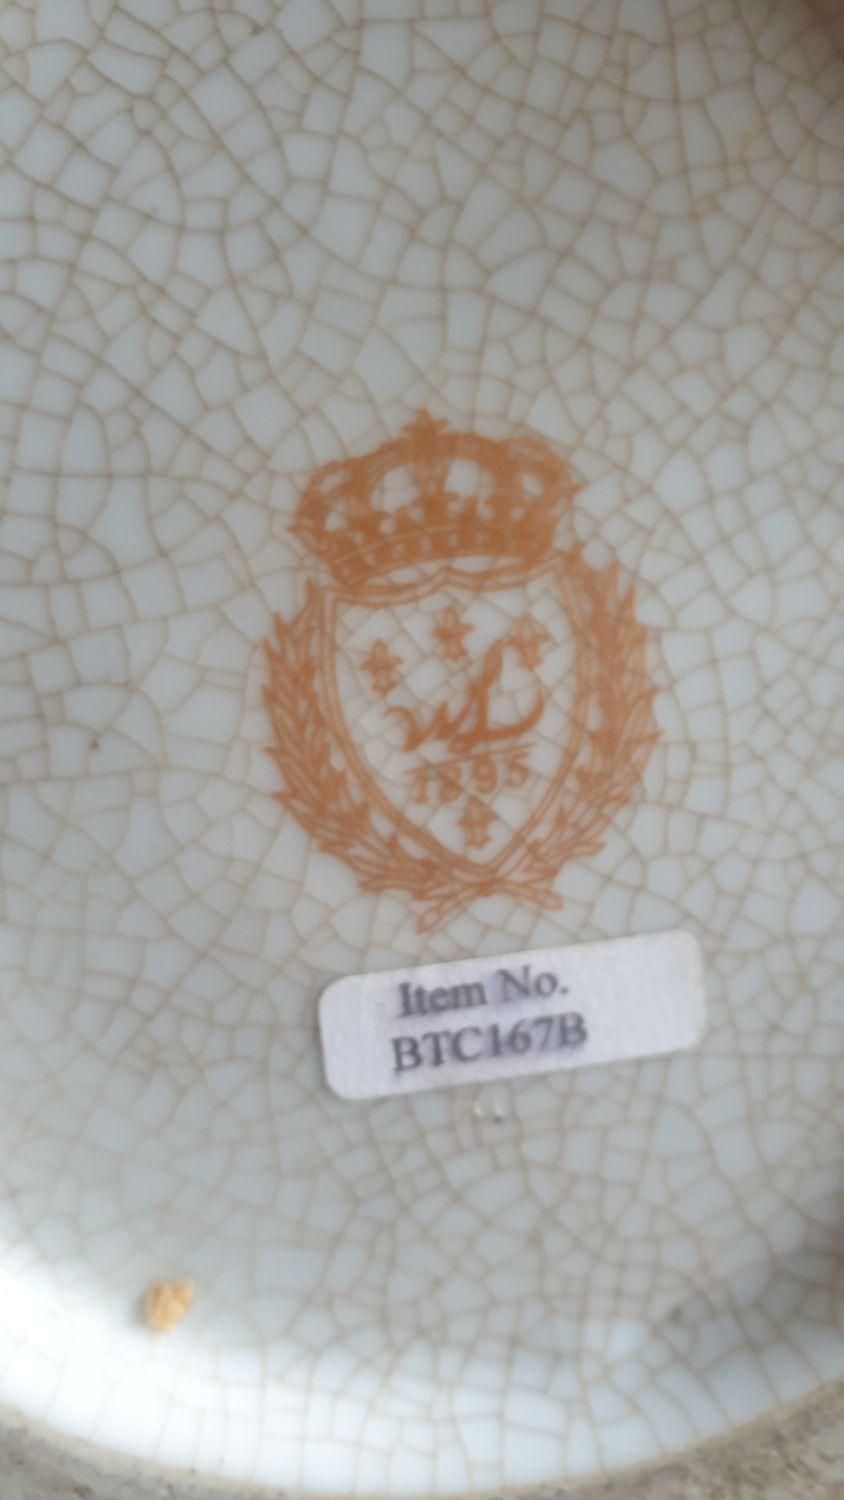 WL
1895
Item No.
BTC167B